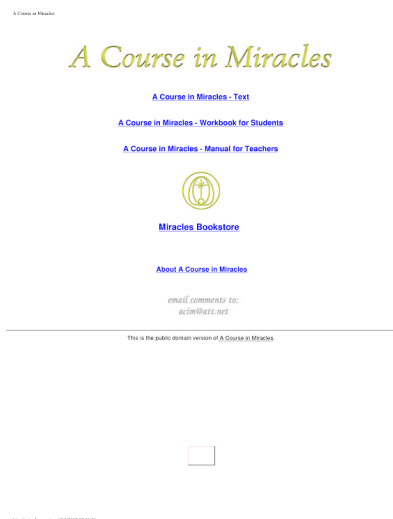 A Course in Miracles
A Course in Miracles
A Course in Miracles - Text
A Course in Miracles - Workbook for Students
A Course in Miracles - Manual for Teachers
Miracles Bookstore
About A Course in Miracles
email comments to:
acim@att.net
This is the public domain version of A Course in Miracles.